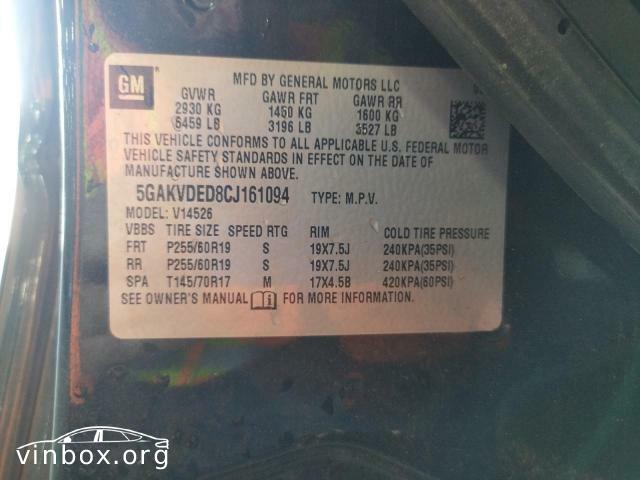 GM
MFD BY GENERAL MOTORS LLC
GVWR GAWR FRT GAWR RR
2930 KG 1450 KG 1600 KG
6459 LB 3196 LB 3527 LB
THIS VEHICLE CONFORMS TO ALL APPLICABLE U.S. FEDERAL MOTOR
VEHICLE SAFETY STANDARDS IN EFFECT ON THE DATE OF
MANUFACTURE SHOWN ABOVE.
5GAKVDED8CJ161094 TYPE: M.P.V.
MODEL: V14526
VBBS TIRE SIZE SPEED RTG RIM COLD TIRE PRESSURE
FRT P255/60R19 S 19X7.5J 240KPA(35PSI)
RR P255/60R19 S 19X7.5J 240KPA(35PSI)
SPA T145/70R17 M 17X4.5B 420KPA(60PSI)
SEE OWNER'S MANUAL FOR MORE INFORMATION.
vinbox.org